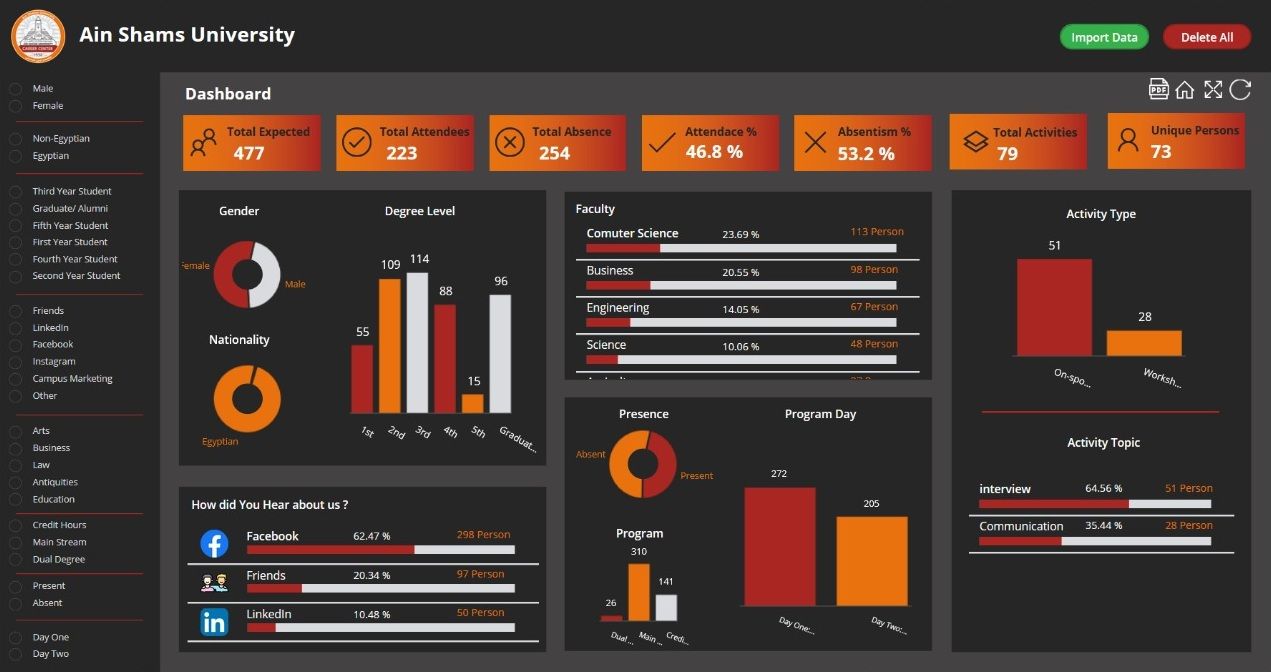 Ain Shams University
CAREER CENTER
Import Data
Delete All
Male
Female
Non-Egyptian
Egyptian
Third Year Student
Graduate/ Alumni
Fifth Year Student
First Year Student
Fourth Year Student
Second Year Student
Friends
LinkedIn
Facebook
Instagram
Campus Marketing
Other
Arts
Business
Law
Antiquities
Education
Credit Hours
Main Stream
Dual Degree
Present
Absent
Day One
Day Two
Dashboard
PDF
Total Expected
477
Total Attendees
223
Total Absence
254
Attendace %
46.8 %
Absentism %
53.2 %
Total Activities
79
Unique Persons
73
Gender
Female
Male
Nationality
Egyptian
Degree Level
55
109
114
88
15
96
1st
2nd
3rd
4th
5th
Graduat...
How did You Hear about us ?
Facebook 62.47 % 298 Person
Friends 20.34 % 97 Person
in
LinkedIn 10.48 % 50 Person
Faculty
Comuter Science 23.69 % 113 Person
Business 20.55 % 98 Person
Engineering 14.05 % 67 Person
Science 10.06 % 48 Person
Presence
Absent
Present
Program
26
310
141
Dual ...
Main ...
Credi...
Program Day
272
205
Day One:...
Day Two:...
Activity Type
51
28
On-spo...
Worksh...
Activity Topic
interview 64.56 % 51 Person
Communication 35.44 % 28 Person